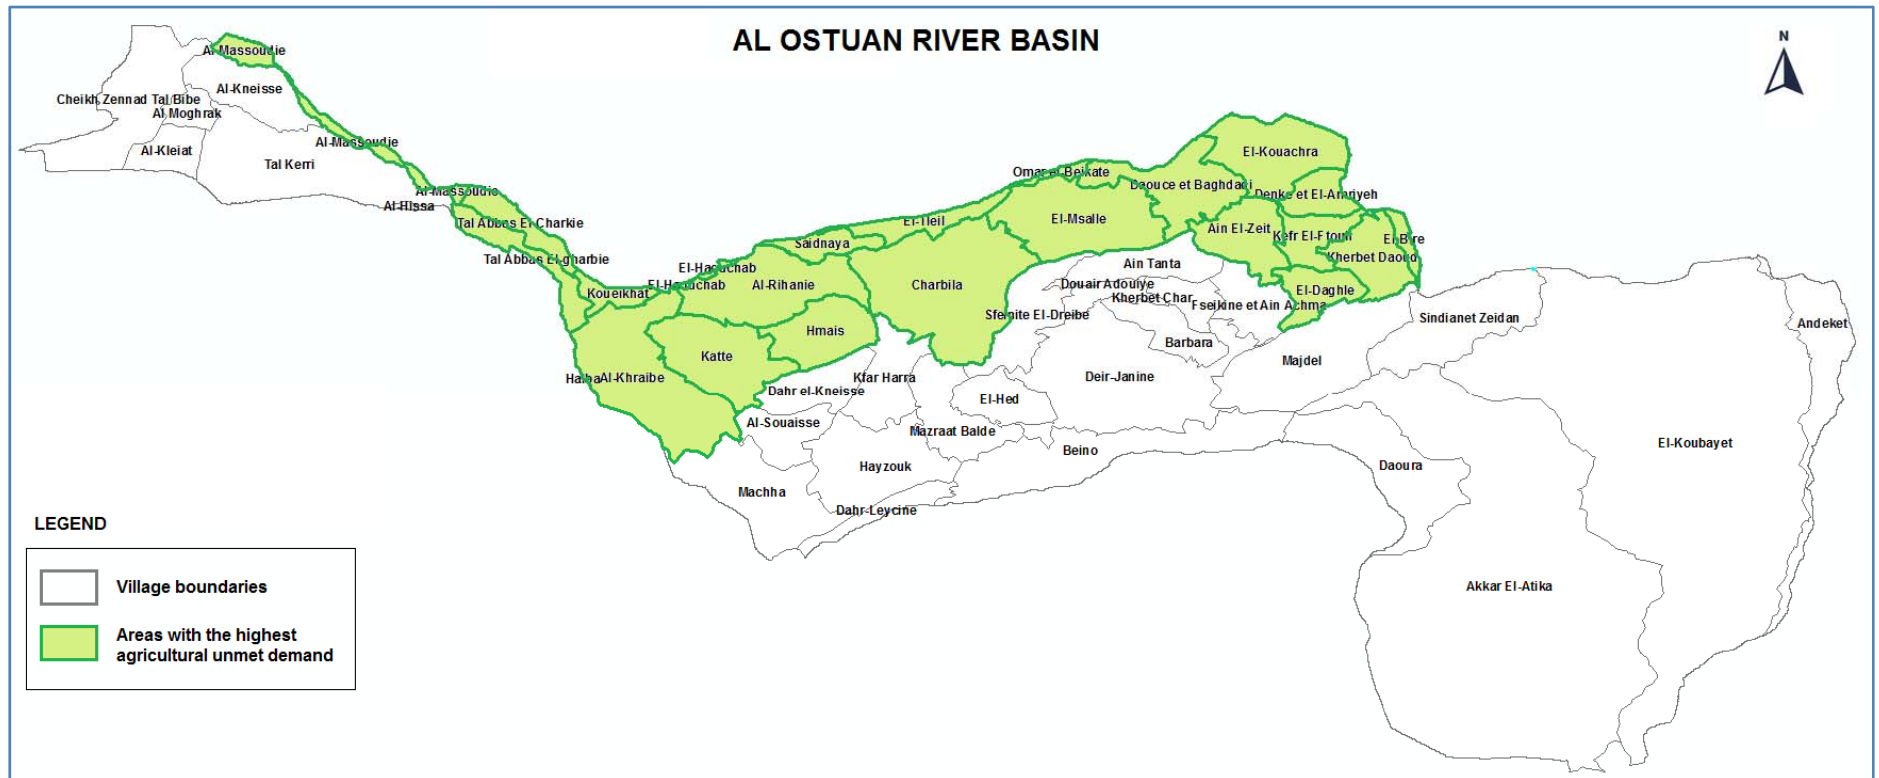 AL OSTUAN RIVER BASIN
N
Al-Massoudie
Al-Kneisse
Cheikh Zennad Tal Bibe
Al Moghrak
Al-Massoudie
Al-Kleiat
Tal Kerri
Al-Massoudie
Al-Hissa
Tal Abbas El Charkie
Tal Abbas El-gharbie
Koueikhat
El-Haouchab
El-Haouchab
Saidnaya
El-Tleil
Al-Rihanie
Charbila
Omar el Beikate
Daouce et Baghdadi
El-Kouachra
Denke et El-Amriyeh
El-Msalle
Ain El-Zeit
Kefr El-Ftouh
El-Bire
Kherbet Daoud
El-Daghle
Ain Tanta
Douair Adouiye
Kherbet Char
Fseikine et Ain Achma
Sfeinite El-Dreibe
Barbara
Majdel
Sindianet Zeidan
Andeket
Hmais
Katte
Halba
Al-Khraibe
Dahr el-Kneisse
Kfar Harra
Deir-Janine
El-Hed
Al-Souaisse
Mazraat Balde
Beino
Hayzouk
Machha
Dahr-Leycine
Daoura
El-Koubayet
Akkar El-Atika
LEGEND
Village boundaries
Areas with the highest
agricultural unmet demand